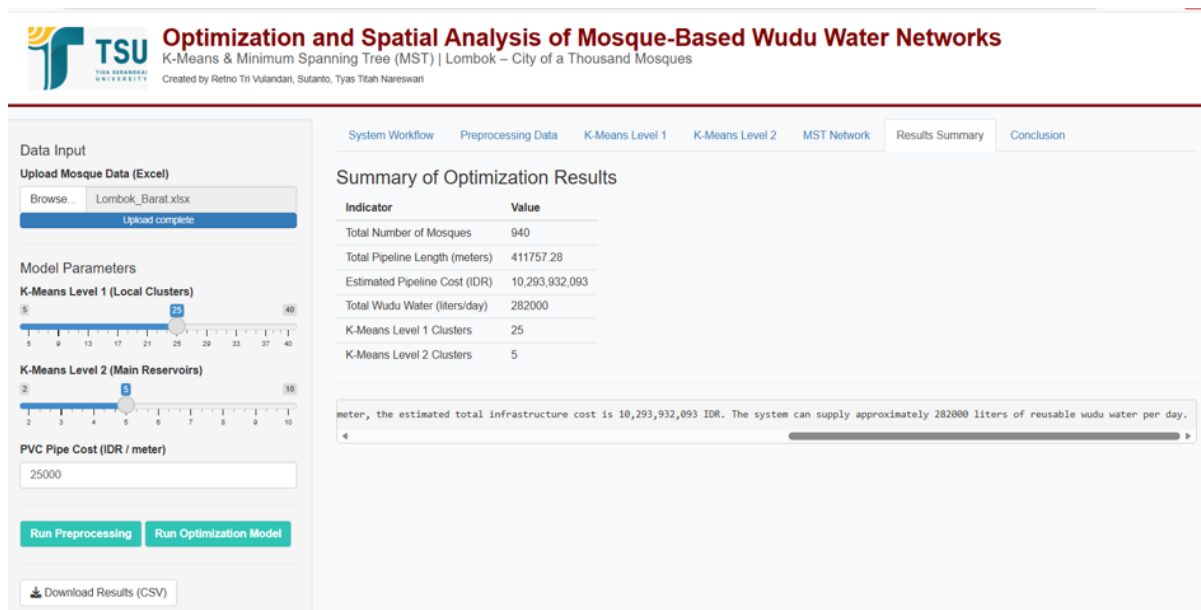 TSU
TIGA SERANGKAI
UNIVERSITY
Optimization and Spatial Analysis of Mosque-Based Wudu Water Networks
K-Means & Minimum Spanning Tree (MST) | Lombok – City of a Thousand Mosques
Created by Retno Tri Vulandari, Sutanto, Tyas Titah Nareswari
Data Input
Upload Mosque Data (Excel)
Browse... Lombok_Barat.xlsx
Upload complete
Model Parameters
K-Means Level 1 (Local Clusters)
5 25 40
5 9 13 17 21 25 29 33 37 40
K-Means Level 2 (Main Reservoirs)
2 5 10
2 3 4 5 6 7 8 9 10
PVC Pipe Cost (IDR / meter)
25000
Run Preprocessing Run Optimization Model
Download Results (CSV)
System Workflow Preprocessing Data K-Means Level 1 K-Means Level 2 MST Network Results Summary Conclusion
Summary of Optimization Results
Indicator Value
Total Number of Mosques 940
Total Pipeline Length (meters) 411757.28
Estimated Pipeline Cost (IDR) 10,293,932,093
Total Wudu Water (liters/day) 282000
K-Means Level 1 Clusters 25
K-Means Level 2 Clusters 5
meter, the estimated total infrastructure cost is 10,293,932,093 IDR. The system can supply approximately 282000 liters of reusable wudu water per day.